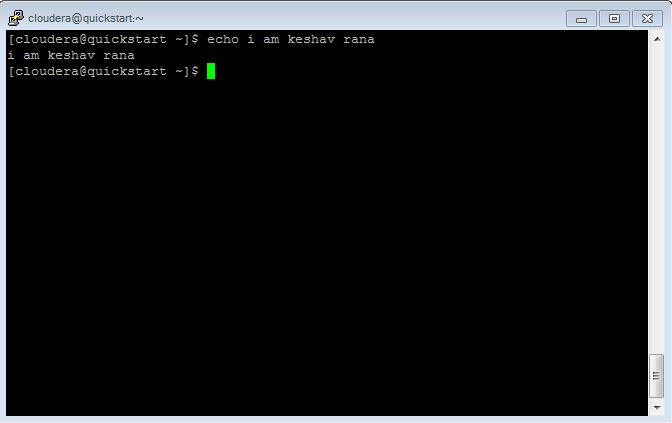 cloudera@quickstart:~
[cloudera@quickstart ~]$ echo i am keshav rana
i am keshav rana
[cloudera@quickstart ~]$